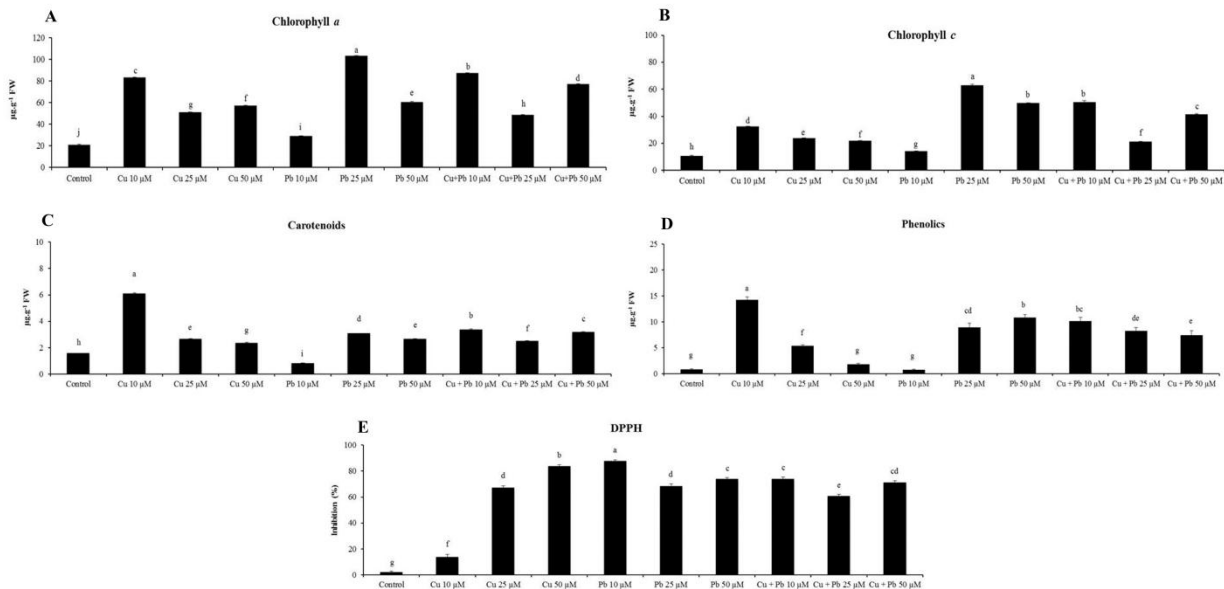 A
Chlorophyll a
120
100
80
60
40
20
0
µg.g⁻¹ FW
j
c
g
f
i
a
e
b
h
d
Control Cu 10 µM Cu 25 µM Cu 50 µM Pb 10 µM Pb 25 µM Pb 50 µM Cu+Pb 10 µM Cu+Pb 25 µM Cu+Pb 50 µM
B
Chlorophyll c
100
80
60
40
20
0
µg.g⁻¹ FW
h
d
e
f
g
a
b
b
f
c
Control Cu 10 µM Cu 25 µM Cu 50 µM Pb 10 µM Pb 25 µM Pb 50 µM Cu + Pb 10 µM Cu + Pb 25 µM Cu + Pb 50 µM
C
Carotenoids
10
8
6
4
2
0
µg.g⁻¹ FW
h
a
e
g
i
d
e
b
f
c
Control Cu 10 µM Cu 25 µM Cu 50 µM Pb 10 µM Pb 25 µM Pb 50 µM Cu + Pb 10 µM Cu + Pb 25 µM Cu + Pb 50 µM
D
Phenolics
25
20
15
10
5
0
µg.g⁻¹ FW
g
a
f
g
g
cd
b
bc
de
e
Control Cu 10 µM Cu 25 µM Cu 50 µM Pb 10 µM Pb 25 µM Pb 50 µM Cu + Pb 10 µM Cu + Pb 25 µM Cu + Pb 50 µM
E
DPPH
100
80
60
40
20
0
Inhibition (%)
g
f
d
b
a
d
c
c
e
cd
Control Cu 10 µM Cu 25 µM Cu 50 µM Pb 10 µM Pb 25 µM Pb 50 µM Cu + Pb 10 µM Cu + Pb 25 µM Cu + Pb 50 µM